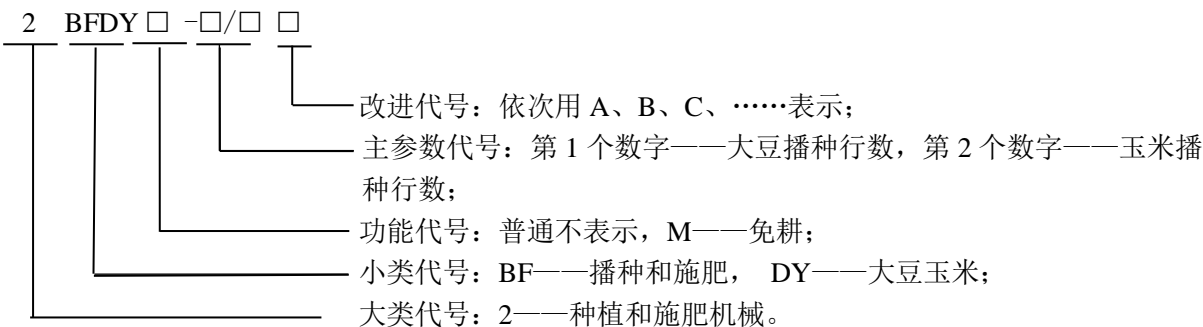 2 BFDY □ -□/□ □
改进代号：依次用 A、B、C、……表示；
主参数代号：第 1 个数字——大豆播种行数，第 2 个数字——玉米播
种行数；
功能代号：普通不表示，M——免耕；
小类代号：BF——播种和施肥， DY——大豆玉米；
大类代号：2——种植和施肥机械。